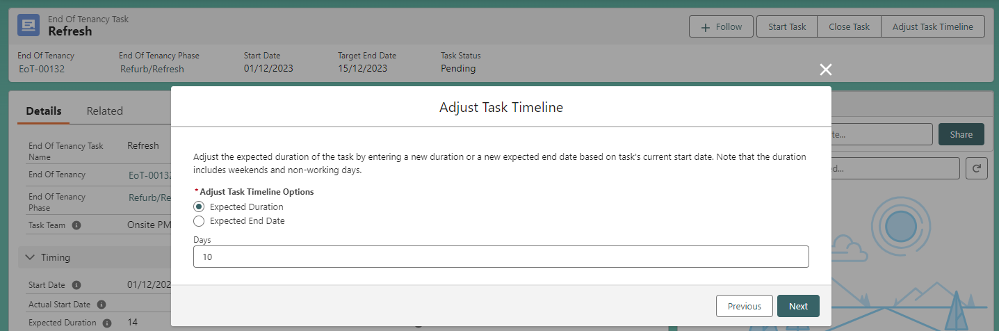 End Of Tenancy Task
Refresh
Follow
Start Task
Close Task
Adjust Task Timeline
End Of Tenancy
End Of Tenancy Phase
Start Date
Target End Date
Task Status
EoT-00132
Refurb/Refresh
01/12/2023
15/12/2023
Pending
Adjust Task Timeline
Details
Related
te...
Share
End Of Tenancy Task
Name
Refresh
Adjust the expected duration of the task by entering a new duration or a new expected end date based on task's current start date. Note that the duration
includes weekends and non-working days.
End Of Tenancy
EoT-00132
ed...
*Adjust Task Timeline Options
End Of Tenancy
Phase
Refurb/Re
Expected Duration
Expected End Date
Task Team
Onsite PM
Days
10
Timing
Start Date
01/12/202
Actual Start Date
Expected Duration
14
Previous
Next